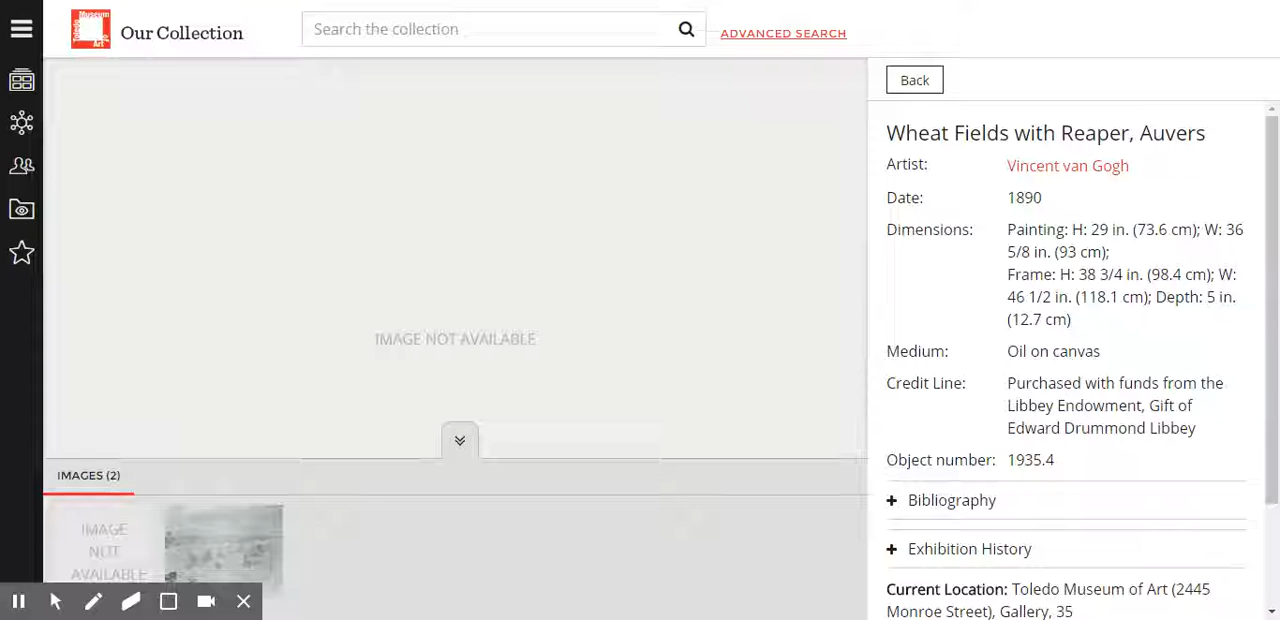 Toledo Museum Art
Our Collection
Search the collection
ADVANCED SEARCH
Back
IMAGE NOT AVAILABLE
IMAGES (2)
IMAGE
NOT
AVAILABLE
Wheat Fields with Reaper, Auvers
Artist: Vincent van Gogh
Date: 1890
Dimensions: Painting: H: 29 in. (73.6 cm); W: 36
5/8 in. (93 cm);
Frame: H: 38 3/4 in. (98.4 cm); W:
46 1/2 in. (118.1 cm); Depth: 5 in.
(12.7 cm)
Medium: Oil on canvas
Credit Line: Purchased with funds from the
Libbey Endowment, Gift of
Edward Drummond Libbey
Object number: 1935.4
Bibliography
Exhibition History
Current Location: Toledo Museum of Art (2445
Monroe Street), Gallery, 35